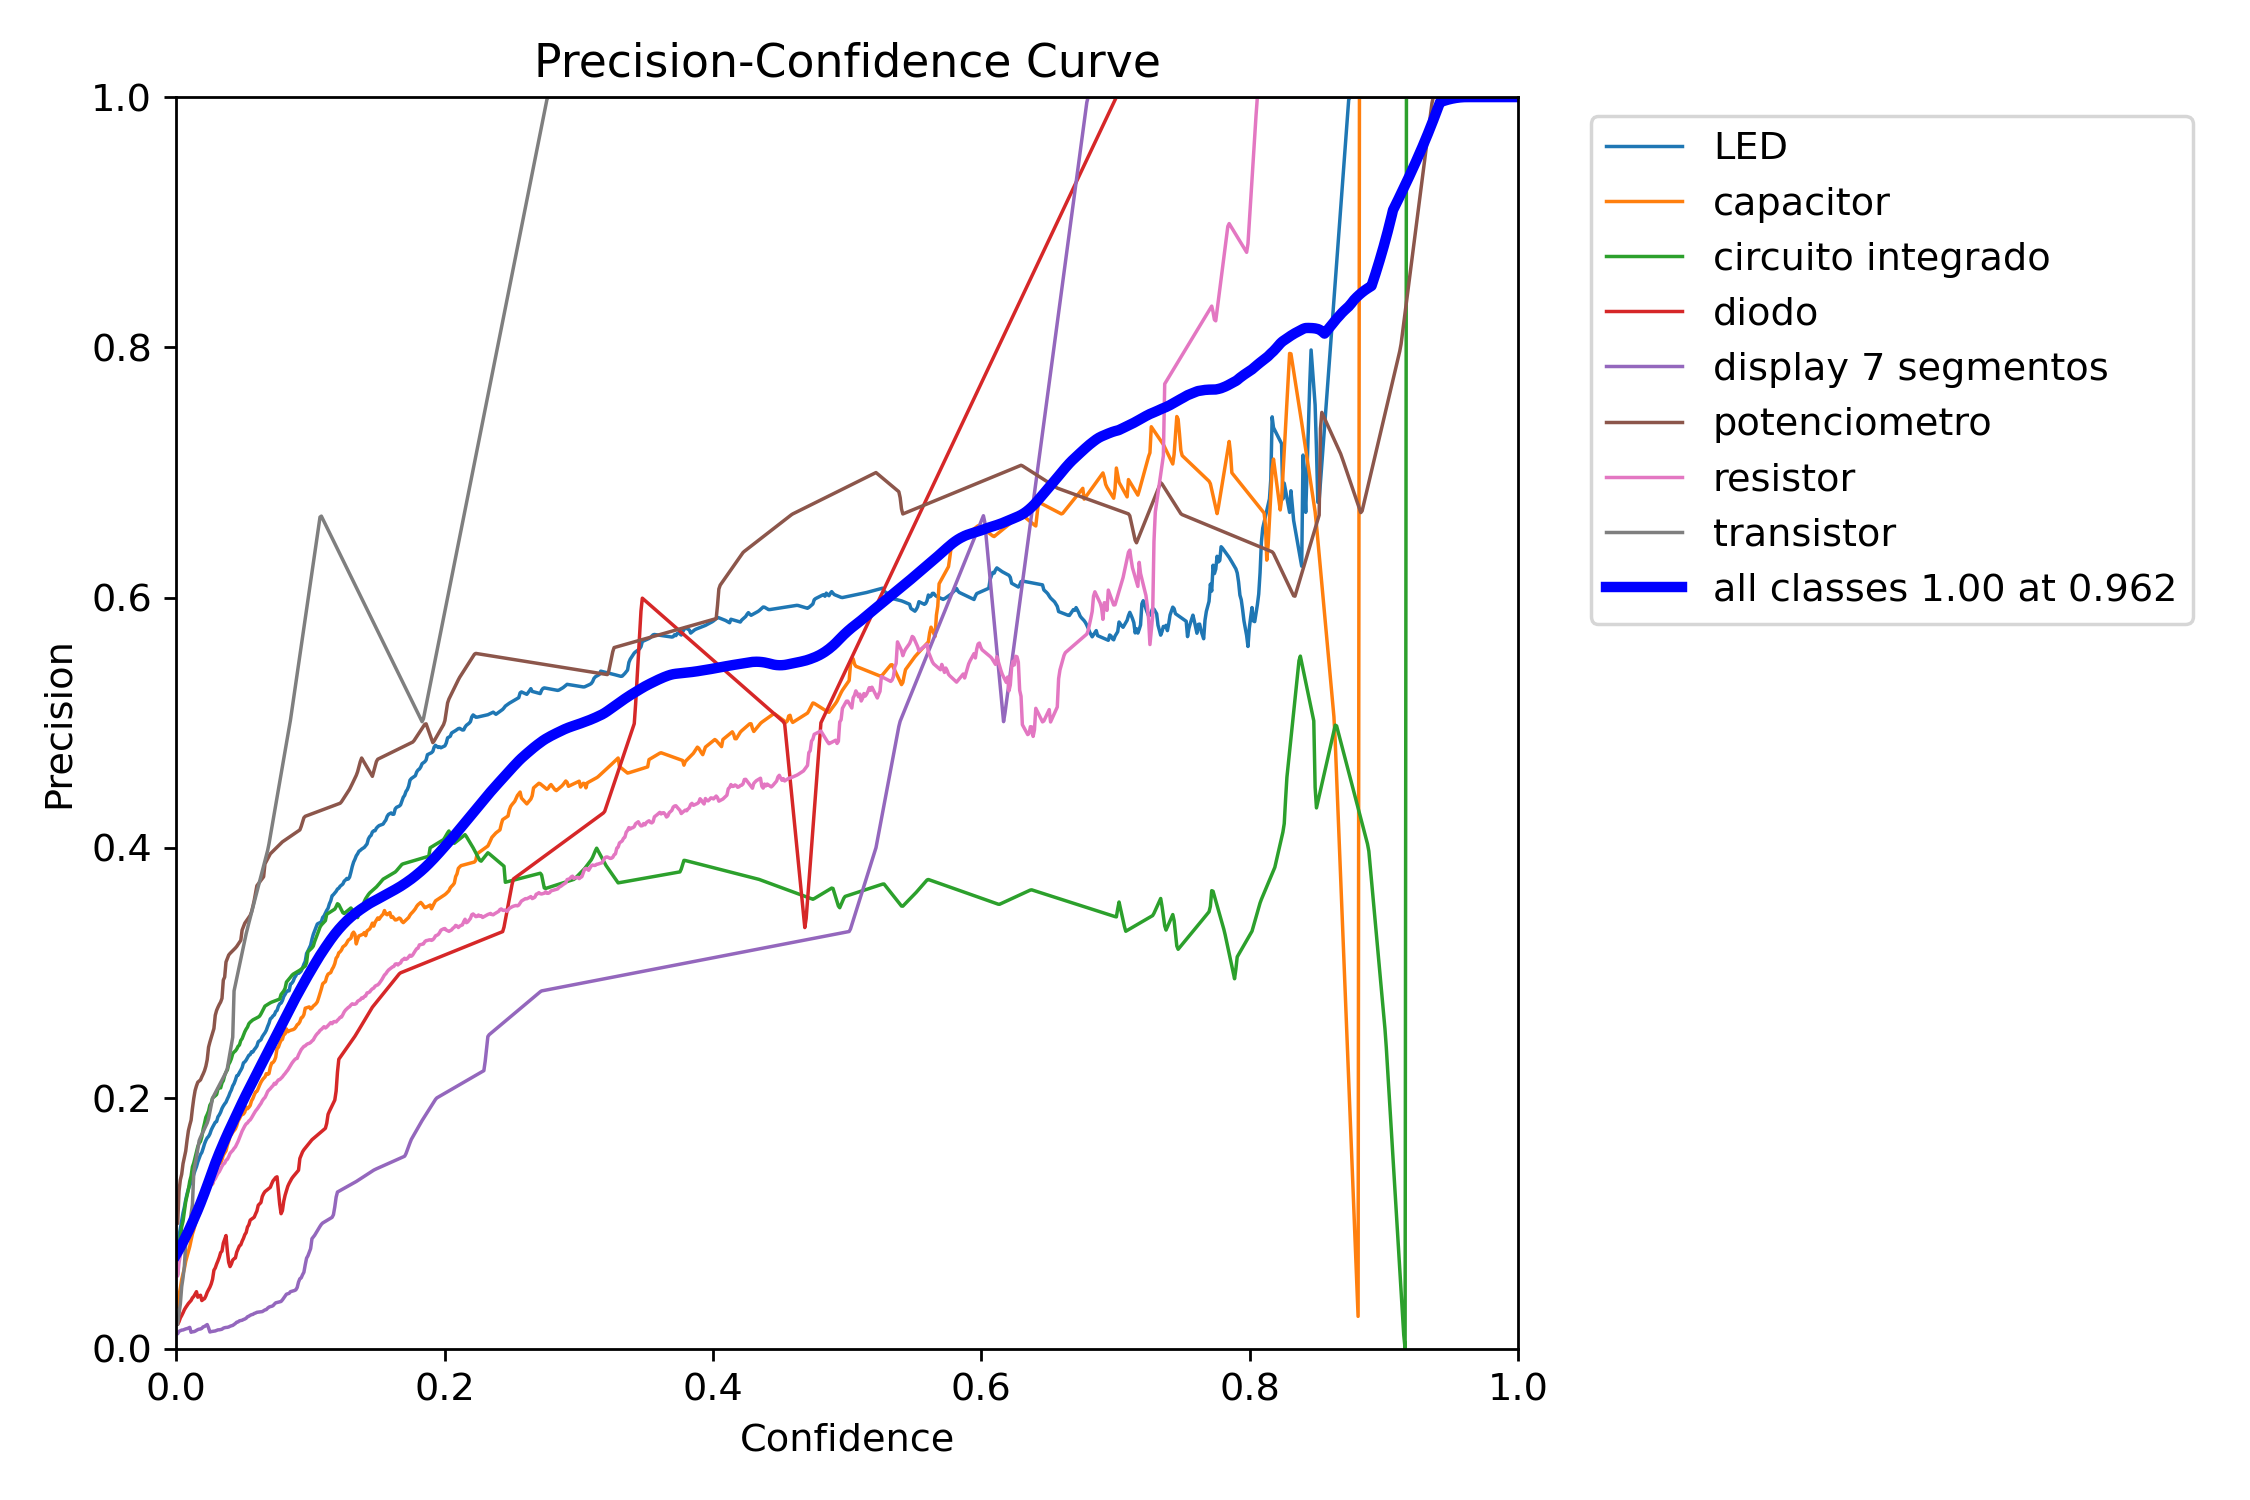 Precision-Confidence Curve
1.0
0.8
0.6
0.4
0.2
0.0
Precision
0.0 0.2 0.4 0.6 0.8 1.0
Confidence
LED
capacitor
circuito integrado
diodo
display 7 segmentos
potenciometro
resistor
transistor
all classes 1.00 at 0.962